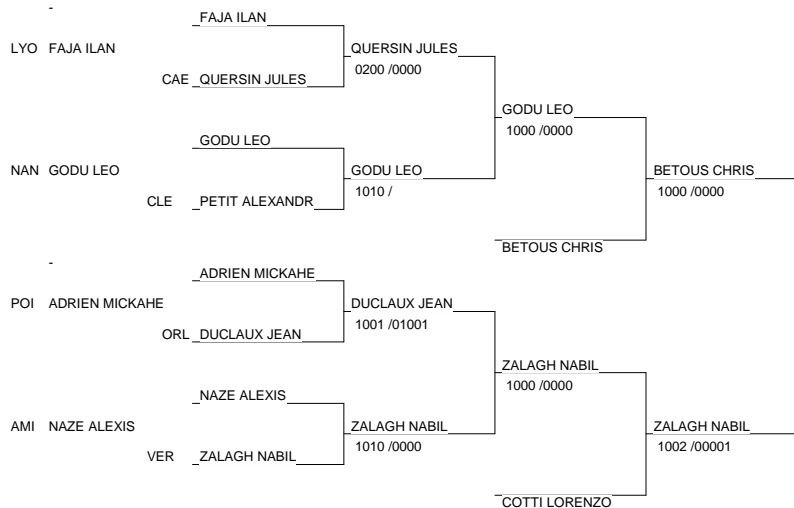 -
FAJA ILAN
LYO FAJA ILAN QUERSIN JULES
0200 /0000
CAE QUERSIN JULES
GODU LEO
1000 /0000
GODU LEO
NAN GODU LEO GODU LEO BETOUS CHRIS
1010 / 1000 /0000
CLE PETIT ALEXANDR
BETOUS CHRIS
-
ADRIEN MICKAHE
POI ADRIEN MICKAHE DUCLAUX JEAN
1001 /01001
ORL DUCLAUX JEAN
ZALAGH NABIL
1000 /0000
NAZE ALEXIS
AMI NAZE ALEXIS ZALAGH NABIL ZALAGH NABIL
1010 /0000 1002 /00001
VER ZALAGH NABIL
COTTI LORENZO